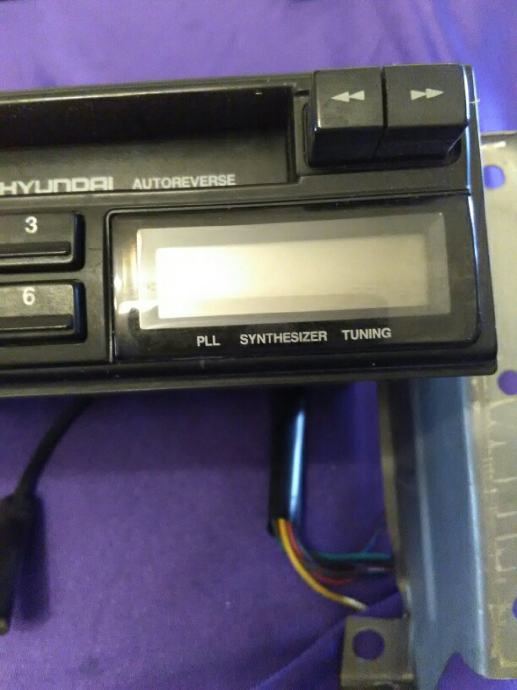 HYUNDAI AUTOREVERSE
3
6
PLL SYNTHESIZER TUNING